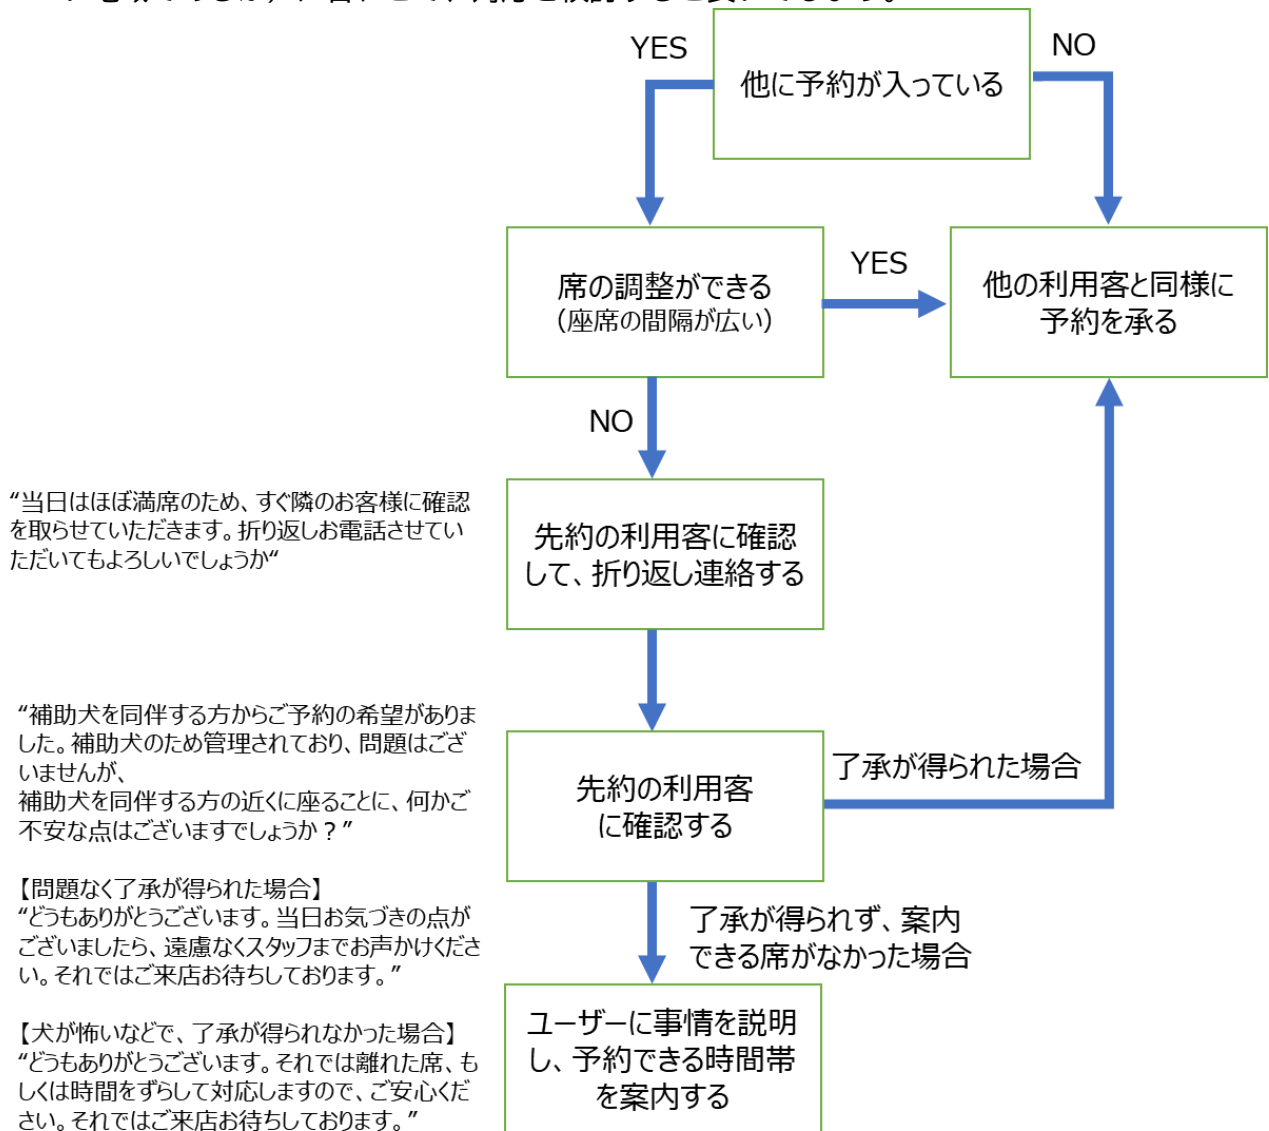 YES
NO
他に予約が入っている
席の調整ができる
（座席の間隔が広い）
YES
他の利用客と同様に
予約を承る
NO
“当日はほぼ満席のため、すぐ隣のお客様に確認
を取らせていただきます。折り返しお電話させてい
ただいてもよろしいでしょうか“
先約の利用客に確認
して、折り返し連絡する
“補助犬を同伴する方からご予約の希望がありま
した。補助犬のため管理されており、問題はござ
いませんが、
補助犬を同伴する方の近くに座ることに、何かご
不安な点はございますでしょうか？”
先約の利用客
に確認する
了承が得られた場合
【問題なく了承が得られた場合】
“どうもありがとうございます。当日お気づきの点が
ございましたら、遠慮なくスタッフまでお声かけくださ
い。それではご来店お待ちしております。”
了承が得られず、案内
できる席がなかった場合
【犬が怖いなどで、了承が得られなかった場合】
“どうもありがとうございます。それでは離れた席、も
しくは時間をずらして対応しますので、ご安心くだ
さい。それではご来店お待ちしております。”
ユーザーに事情を説明
し、予約できる時間帯
を案内する